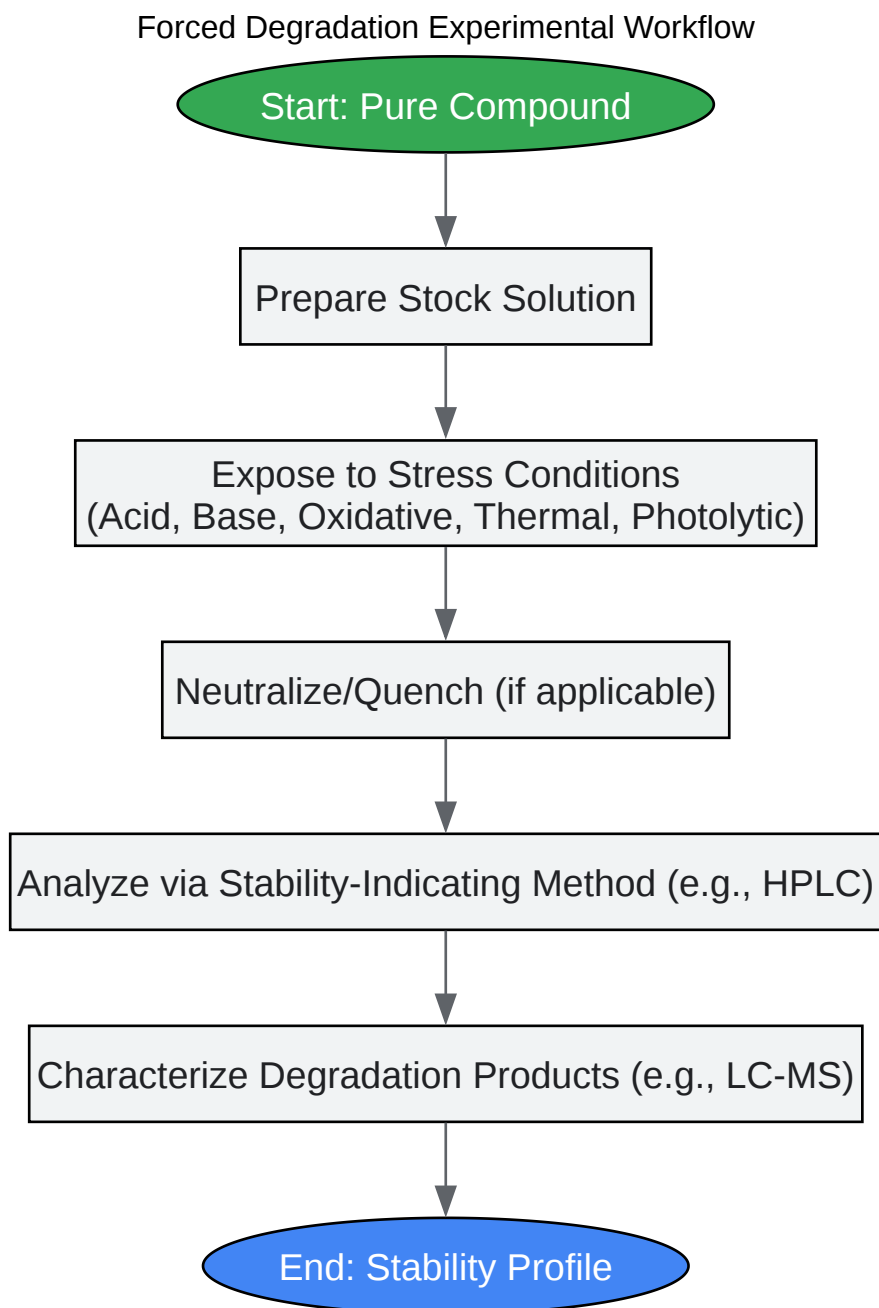 Forced Degradation Experimental Workflow
Start: Pure Compound
Prepare Stock Solution
Expose to Stress Conditions
(Acid, Base, Oxidative, Thermal, Photolytic)
Neutralize/Quench (if applicable)
Analyze via Stability-Indicating Method (e.g., HPLC)
Characterize Degradation Products (e.g., LC-MS)
End: Stability Profile